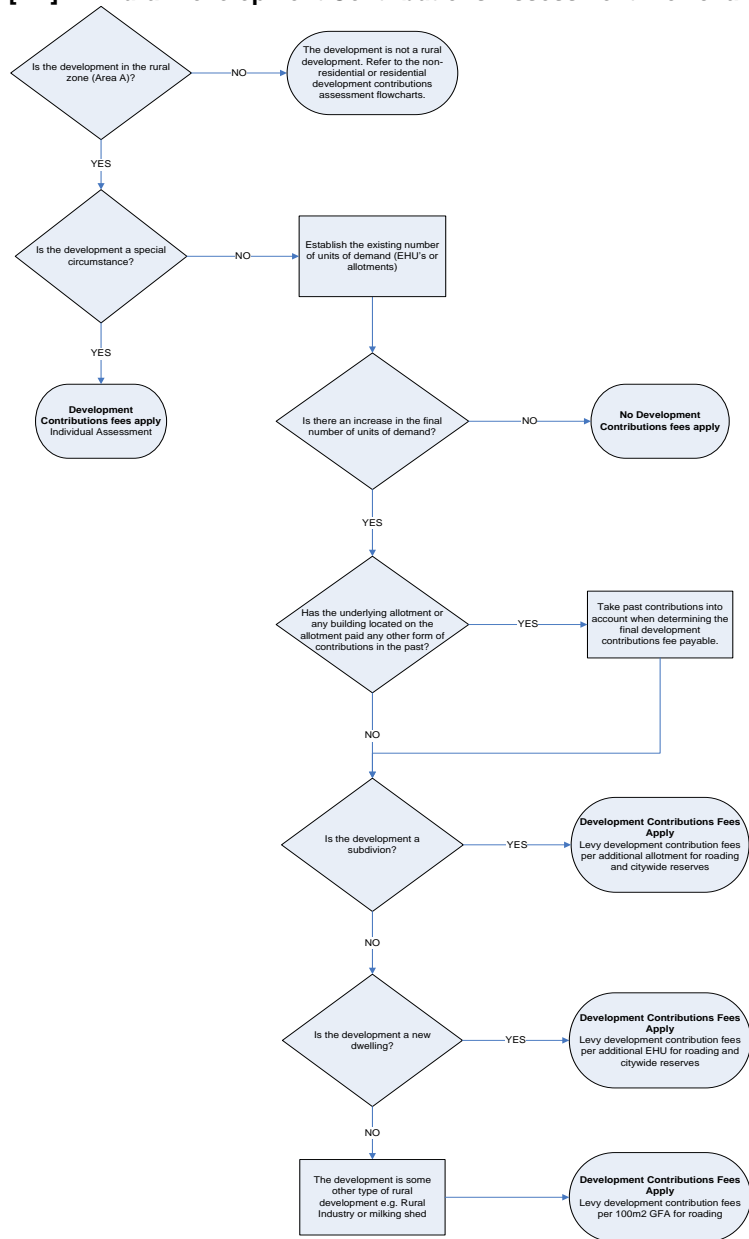 Is the development in the rural
zone (Area A)?
NO
The development is not a rural
development. Refer to the non-
residential or residential
development contributions
assessment flowcharts.
YES
Is the development a special
circumstance?
NO
Establish the existing number
of units of demand (EHU's or
allotments)
YES
Development
Contributions fees apply
Individual Assessment
Is there an increase in the final
number of units of demand?
NO
No Development
Contributions fees apply
YES
Has the underlying allotment or
any building located on the
allotment paid any other form of
contributions in the past?
YES
Take past contributions into
account when determining the
final development
contributions fee payable.
NO
Is the development a
subdivion?
YES
Development Contributions Fees
Apply
Levy development contribution fees
per additional allotment for roading
and citywide reserves
NO
Is the development a new
dwelling?
YES
Development Contributions Fees
Apply
Levy development contribution fees
per additional EHU for roading and
citywide reserves
NO
The development is some
other type of rural
development e.g. Rural
Industry or milking shed
Development Contributions Fees
Apply
Levy development contribution fees
per 100m2 GFA for roading